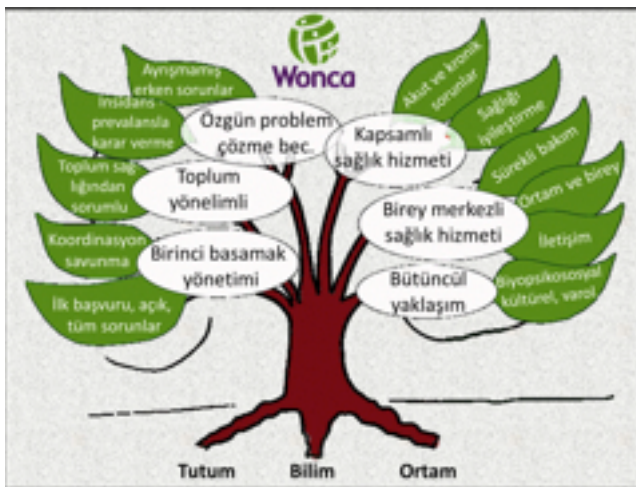 Wonca
Ayrışmamış
erken sorunlar
İnsidans
prevalansla
karar verme
Toplum sağ
lığından
sorumlu
Koordinasyon
savunma
İlk başvuru, açık,
tüm sorunlar
Özgün problem
çözme bec.
Toplum
yönelimli
Birinci basamak
yönetimi
Kapsamlı
sağlık hizmeti
Birey merkezli
sağlık hizmeti
Bütüncül
yaklaşım
Akut ve kronik
sorunlar
Sağlığı
iyileştirme
Sürekli bakım
Ortam ve birey
İletişim
Biyopsikososyal
kültürel, varol
Tutum Bilim Ortam